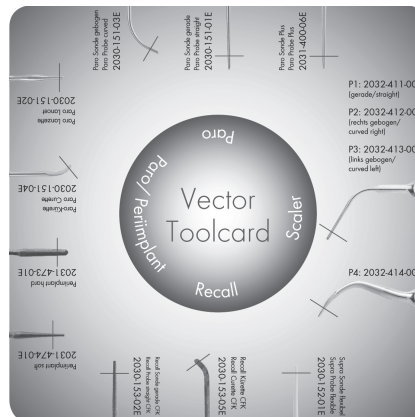 Paro Sonde gebogen
Paro Probe curved
2030-151-03E
Paro Sonde gerade
Paro Probe straight
2030-151-01E
Paro Sonde Plus
Paro Probe Plus
2031-400-06E
P1: 2032-411-00
(gerade/straight)
P2: 2032-412-00
(rechts gebogen/
curved right)
P3: 2032-413-00
(links gebogen/
curved left)
P4: 2032-414-00
Paro Lanzette
Paro Lancet
2030-151-02E
Paro-Kürette
Paro Curette
2030-151-04E
Periimplant hard
2031-473-01E
Periimplant soft
2031-474-01E
Paro
Paro/Periimplant
Vector
Toolcard
Scaler
Recall
Recall Sonde gerade CFK
Recall Probe straight CFK
2030-153-02E
Recall Kürette CFK
Recall Curette CFK
2030-153-05E
Supra Sonde flexibel
Supra Probe flexible
2030-152-01E